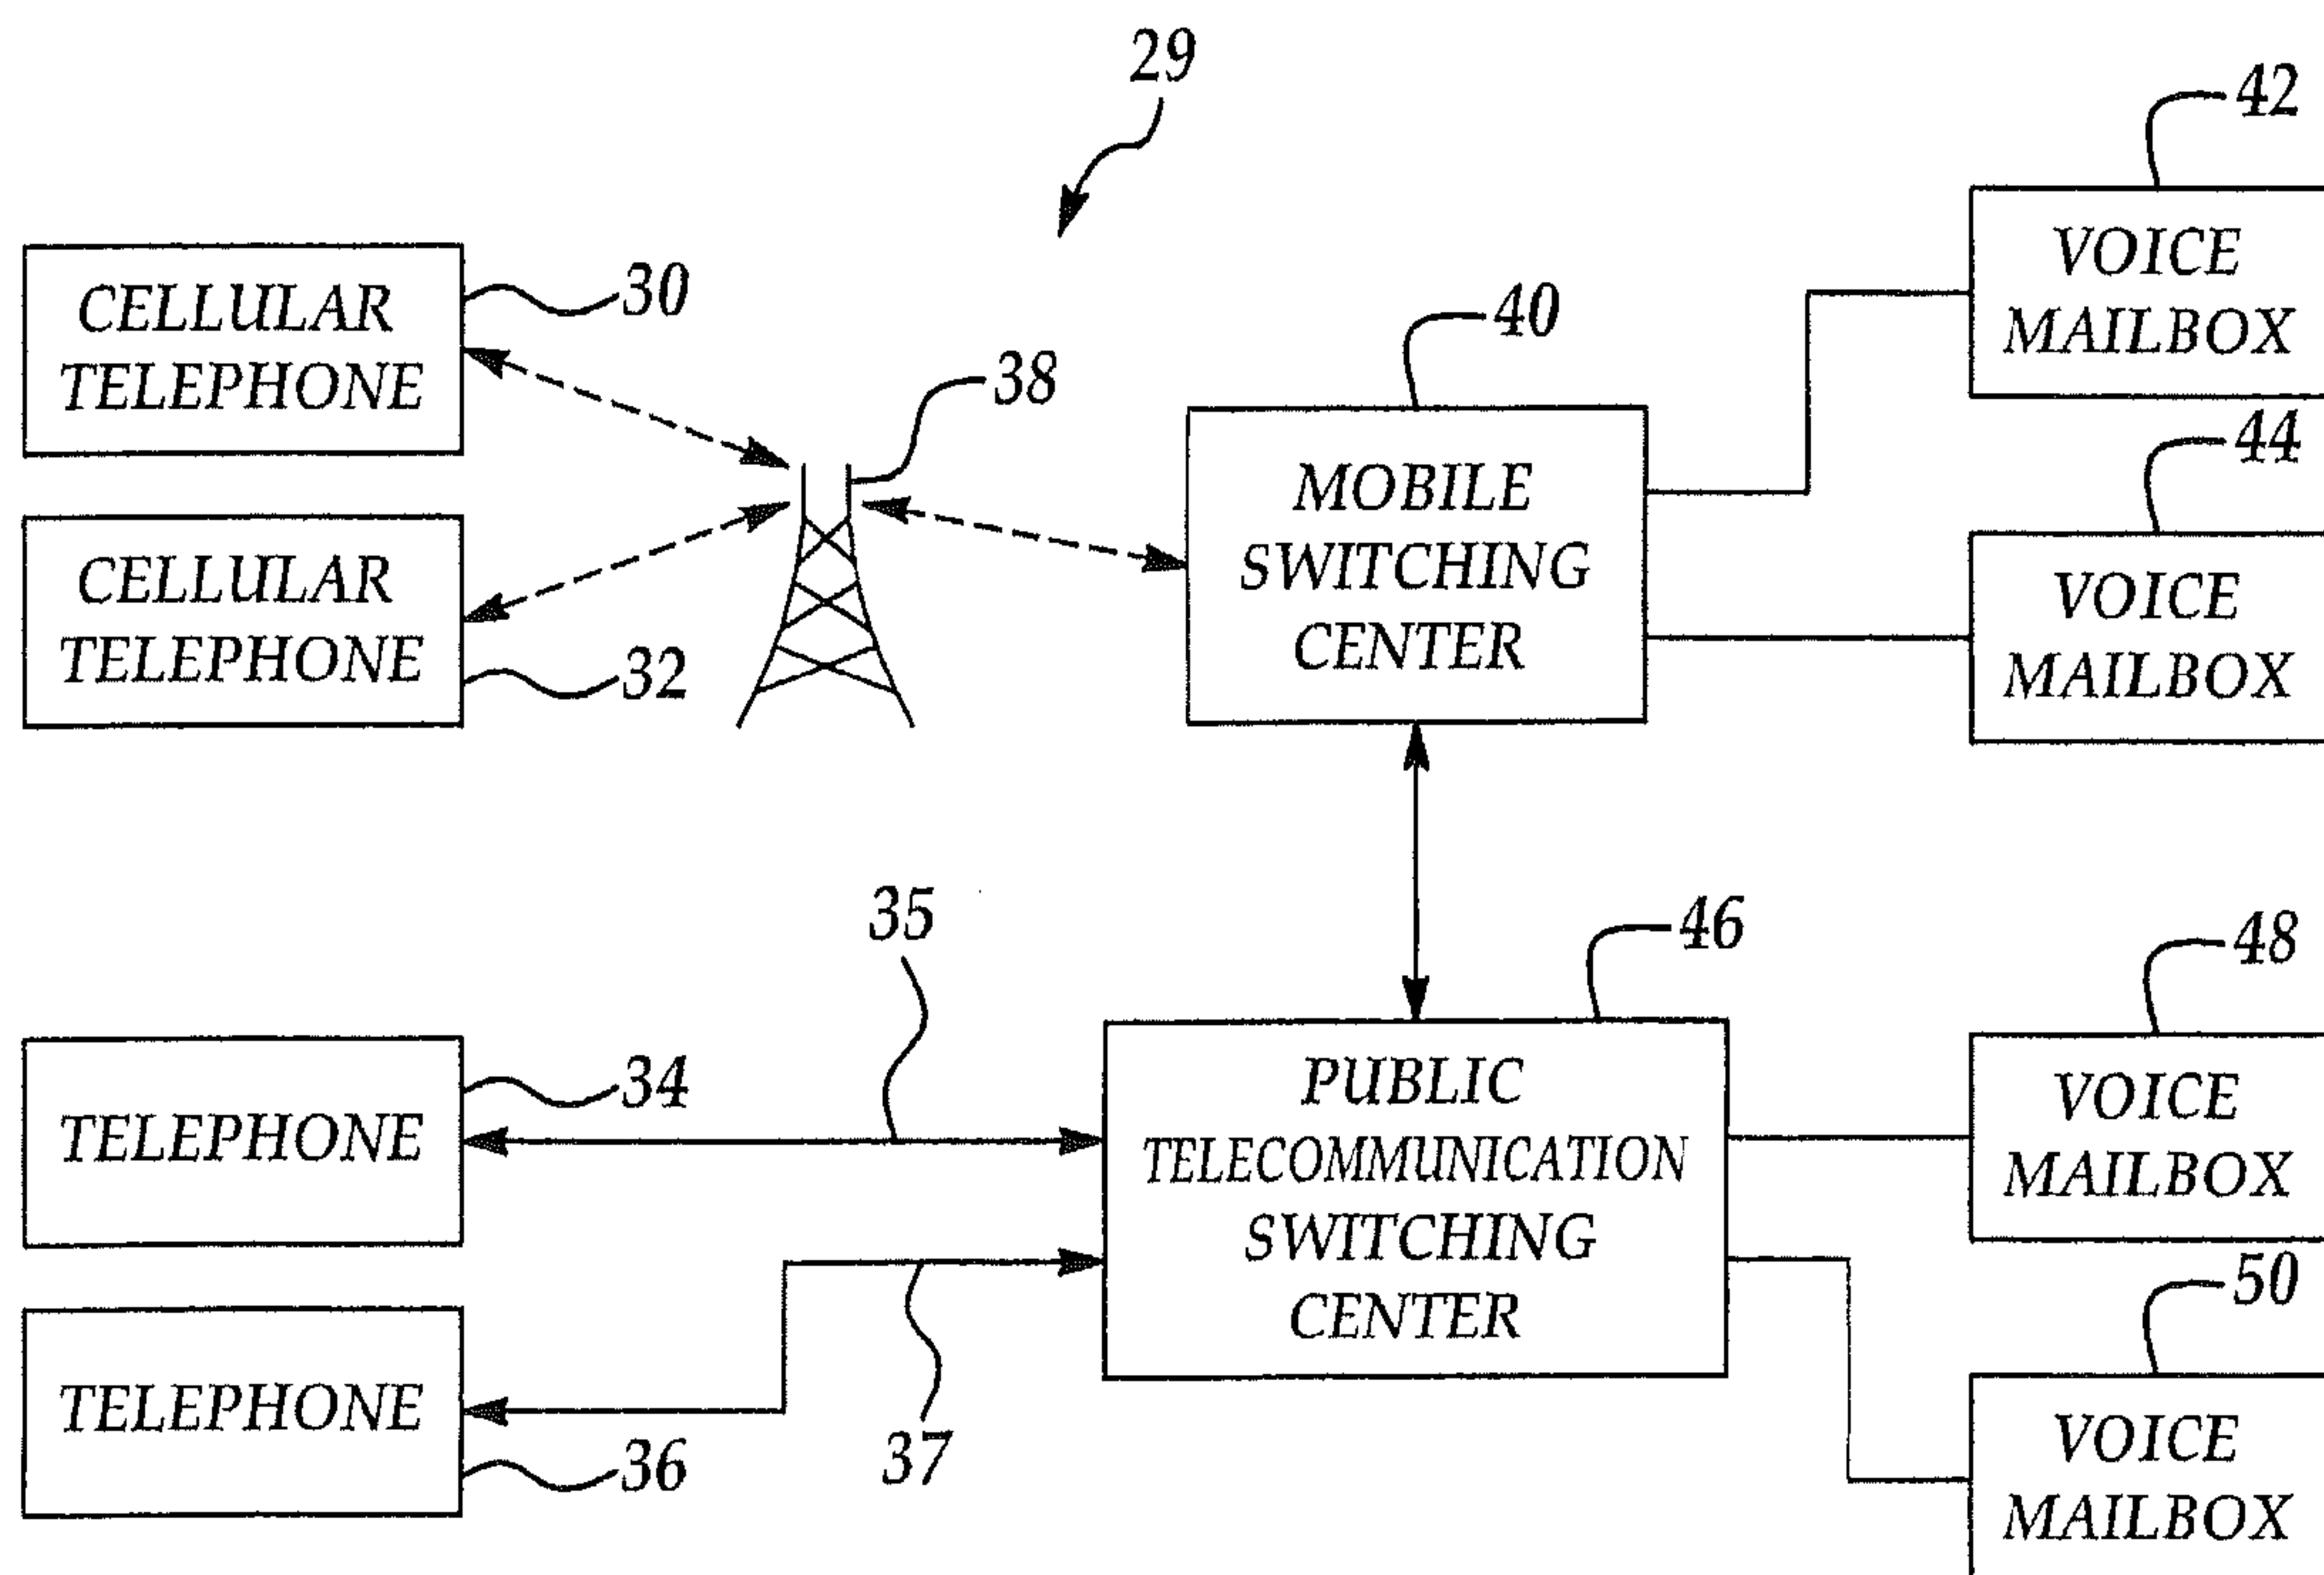 29
42
VOICE
MAILBOX
30
CELLULAR
TELEPHONE
40
38
44
MOBILE
SWITCHING
CENTER
VOICE
MAILBOX
CELLULAR
TELEPHONE
32
35
46
48
34
TELEPHONE
PUBLIC
TELECOMMUNICATION
SWITCHING
CENTER
VOICE
MAILBOX
50
TELEPHONE
36
37
VOICE
MAILBOX